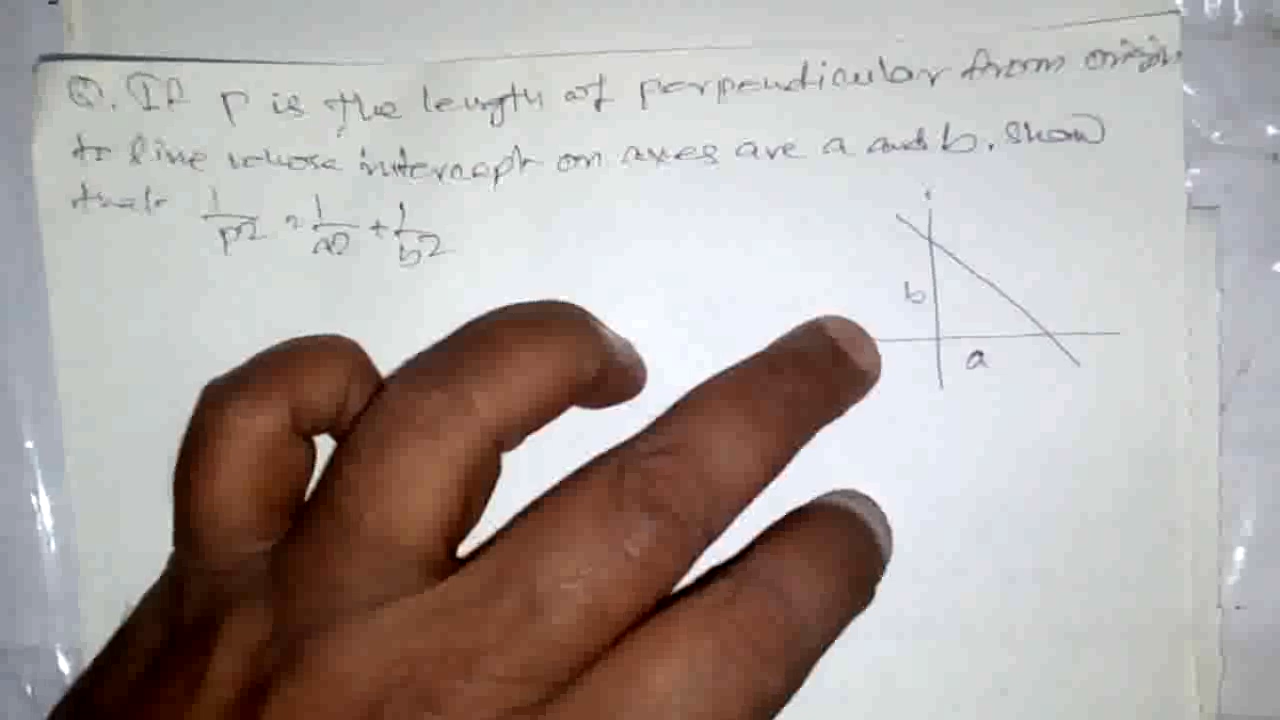 Q. If P is the length of perpendicular from origin
to line whose intercept on axes are a and b. show
that 1/p2 = 1/a2 + 1/b2
b
a